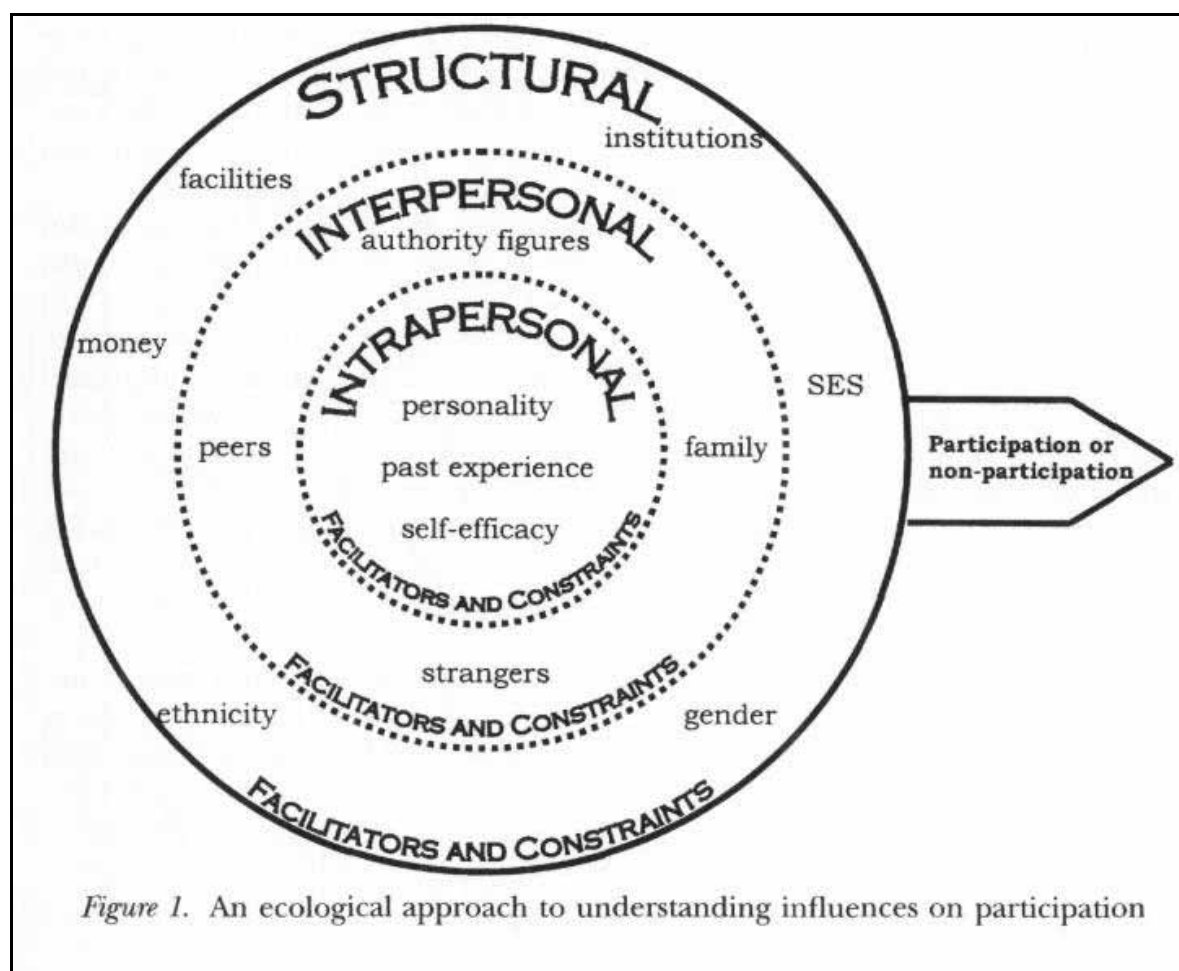 STRUCTURAL
institutions
facilities
INTERPERSONAL
authority figures
INTRAPERSONAL
money
SES
personality
peers
family
Participation or
non-participation
past experience
self-efficacy
FACILITATORS AND CONSTRAINTS
strangers
FACILITATORS AND CONSTRAINTS
ethnicity
gender
FACILITATORS AND CONSTRAINTS
Figure 1. An ecological approach to understanding influences on participation